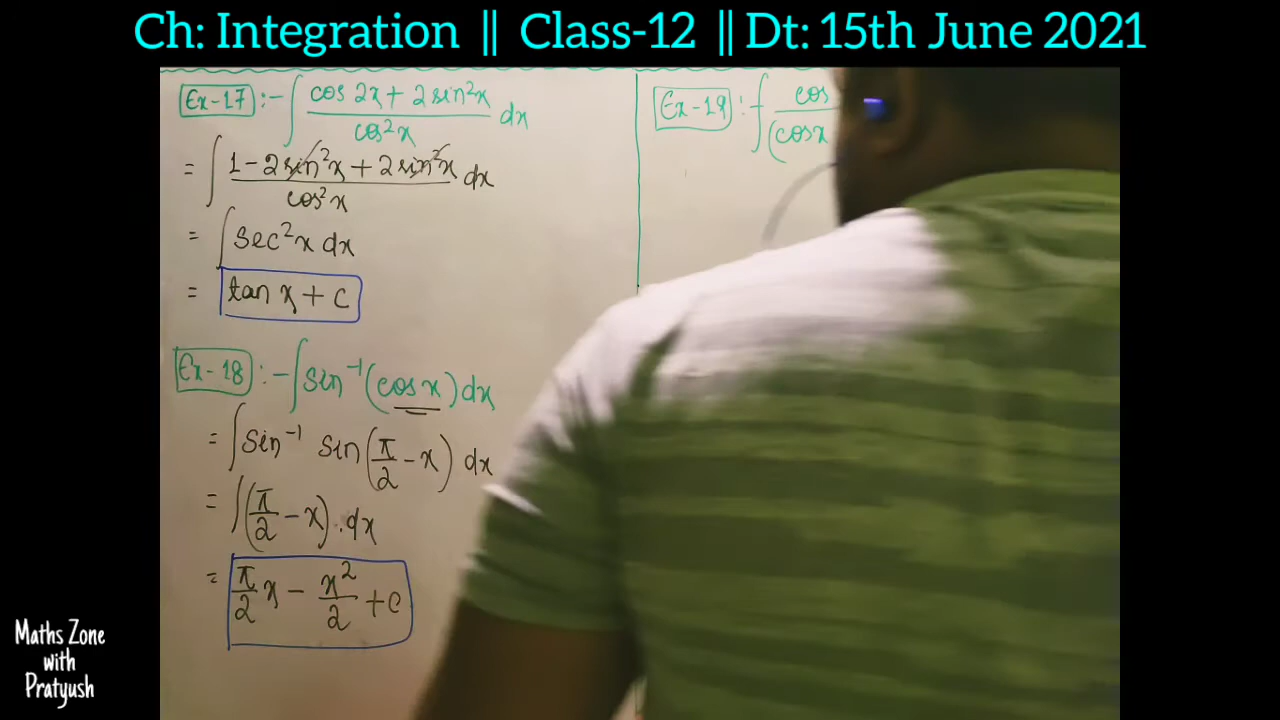 Ch: Integration || Class-12 || Dt: 15th June 2021
Ex-17 :- ∫ (cos 2x + 2 sin²x)/(cos²x) dx
= ∫ (1 - 2 sin²x + 2 sin²x)/(cos²x) dx
= ∫ sec²x dx
= tan x + c
Ex-18 :- ∫ sin⁻¹(cos x) dx
= ∫ sin⁻¹ sin(π/2 - x) dx
= ∫ (π/2 - x) . dx
= π/2 x - x²/2 + c
Ex-19 :- ∫ cos
(cosx
Maths Zone
with
Pratyush